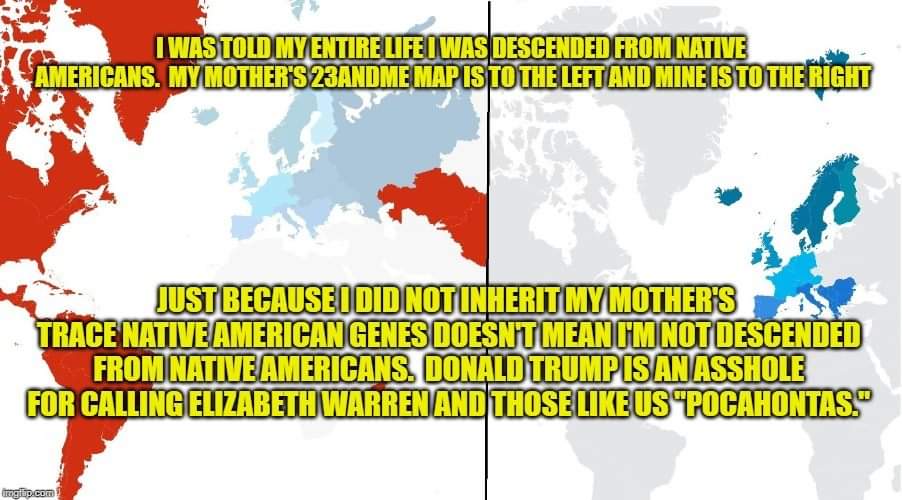 I WAS TOLD MY ENTIRE LIFE I WAS DESCENDED FROM NATIVE
AMERICANS. MY MOTHER'S 23ANDME MAP IS TO THE LEFT AND MINE IS TO THE RIGHT
JUST BECAUSE I DID NOT INHERIT MY MOTHER'S
TRACE NATIVE AMERICAN GENES DOESN'T MEAN I'M NOT DESCENDED
FROM NATIVE AMERICANS. DONALD TRUMP IS AN ASSHOLE
FOR CALLING ELIZABETH WARREN AND THOSE LIKE US "POCAHONTAS."
imgflip.com